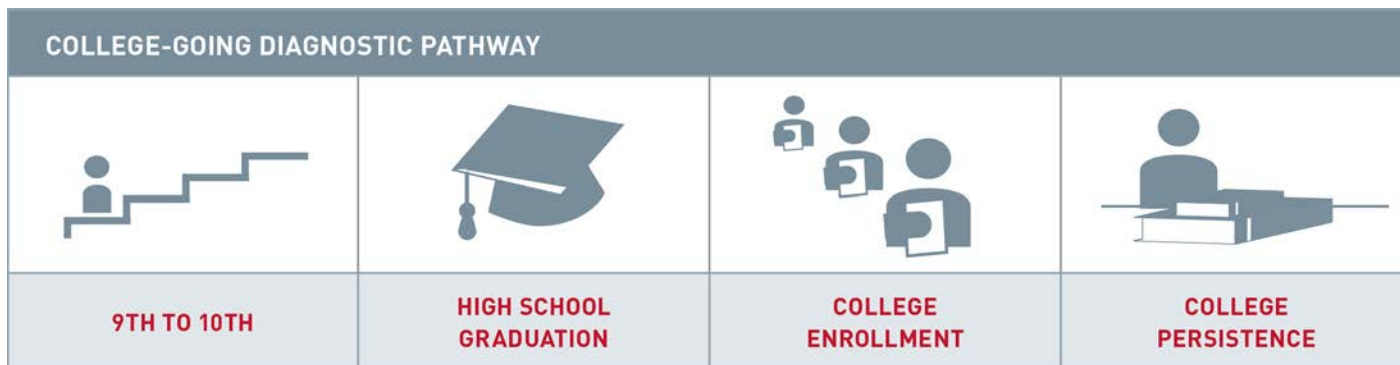 COLLEGE-GOING DIAGNOSTIC PATHWAY
9TH TO 10TH
HIGH SCHOOL
GRADUATION
COLLEGE
ENROLLMENT
COLLEGE
PERSISTENCE